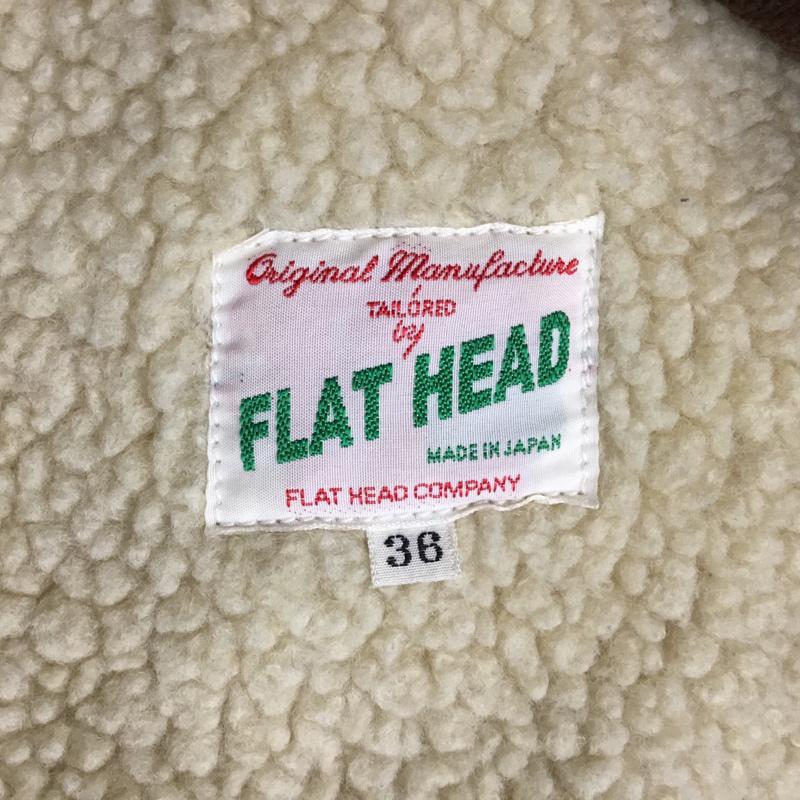 Original Manufacture
TAILORED
by
FLAT HEAD
MADE IN JAPAN
FLAT HEAD COMPANY
36